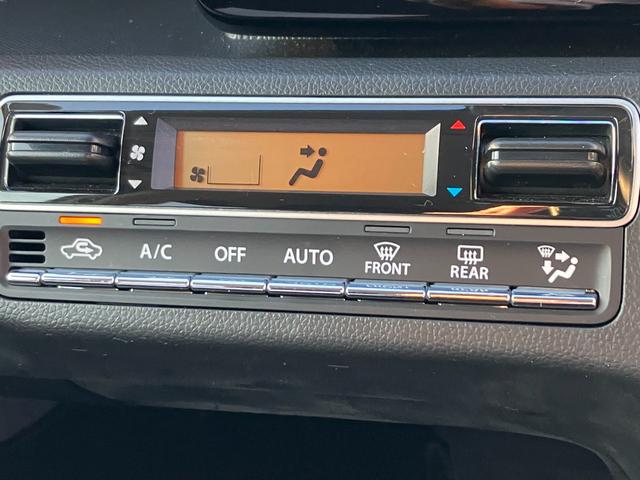 A/C OFF AUTO FRONT REAR